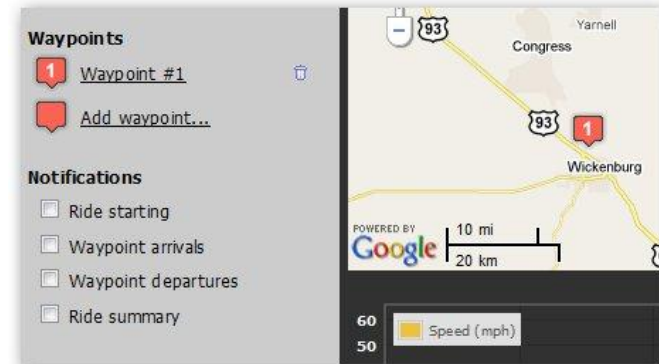 Waypoints
1 Waypoint #1
Add waypoint...
Notifications
Ride starting
Waypoint arrivals
Waypoint departures
Ride summary
93
Yarnell
Congress
93
1
Wickenburg
POWERED BY
Google
10 mi
20 km
60
50
Speed (mph)